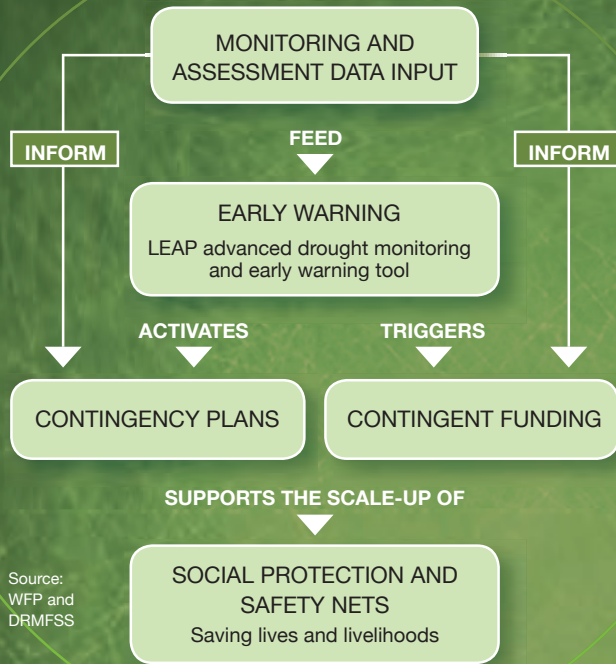 MONITORING AND
ASSESSMENT DATA INPUT
INFORM
FEED
INFORM
EARLY WARNING
LEAP advanced drought monitoring
and early warning tool
ACTIVATES
TRIGGERS
CONTINGENCY PLANS
CONTINGENT FUNDING
SUPPORTS THE SCALE-UP OF
SOCIAL PROTECTION AND
SAFETY NETS
Saving lives and livelihoods
Source:
WFP and
DRMFSS